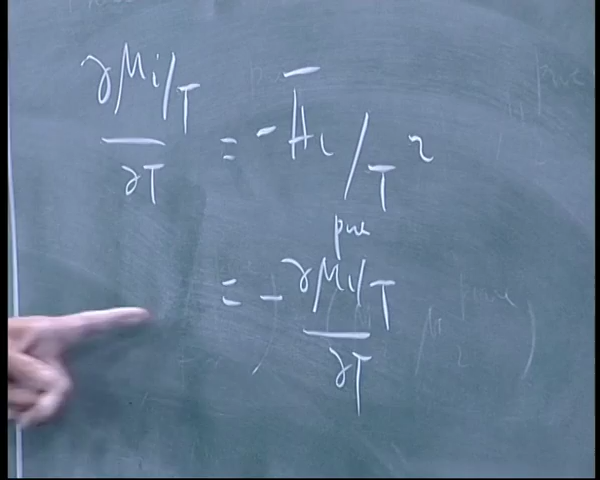 ∂μi/T
∂T
= -H̄i/T²
pure
= -∂μi/T
∂T